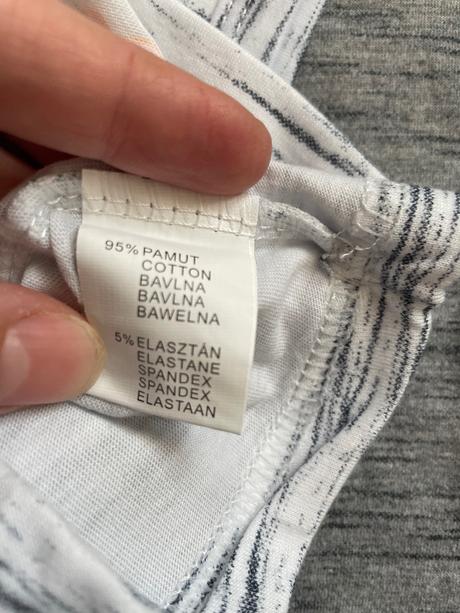 95% PAMUT
COTTON
BAVLNA
BAVLNA
BAWELNA
5% ELASZTÁN
ELASTANE
SPANDEX
SPANDEX
ELASTAAN